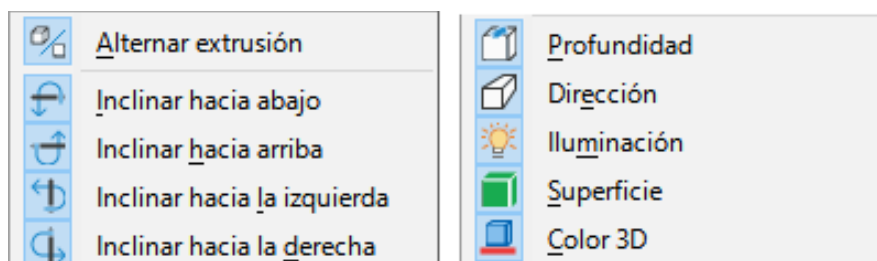 Alternar extrusión
Inclinar hacia abajo
Inclinar hacia arriba
Inclinar hacia la izquierda
Inclinar hacia la derecha
Profundidad
Dirección
Iluminación
Superficie
Color 3D